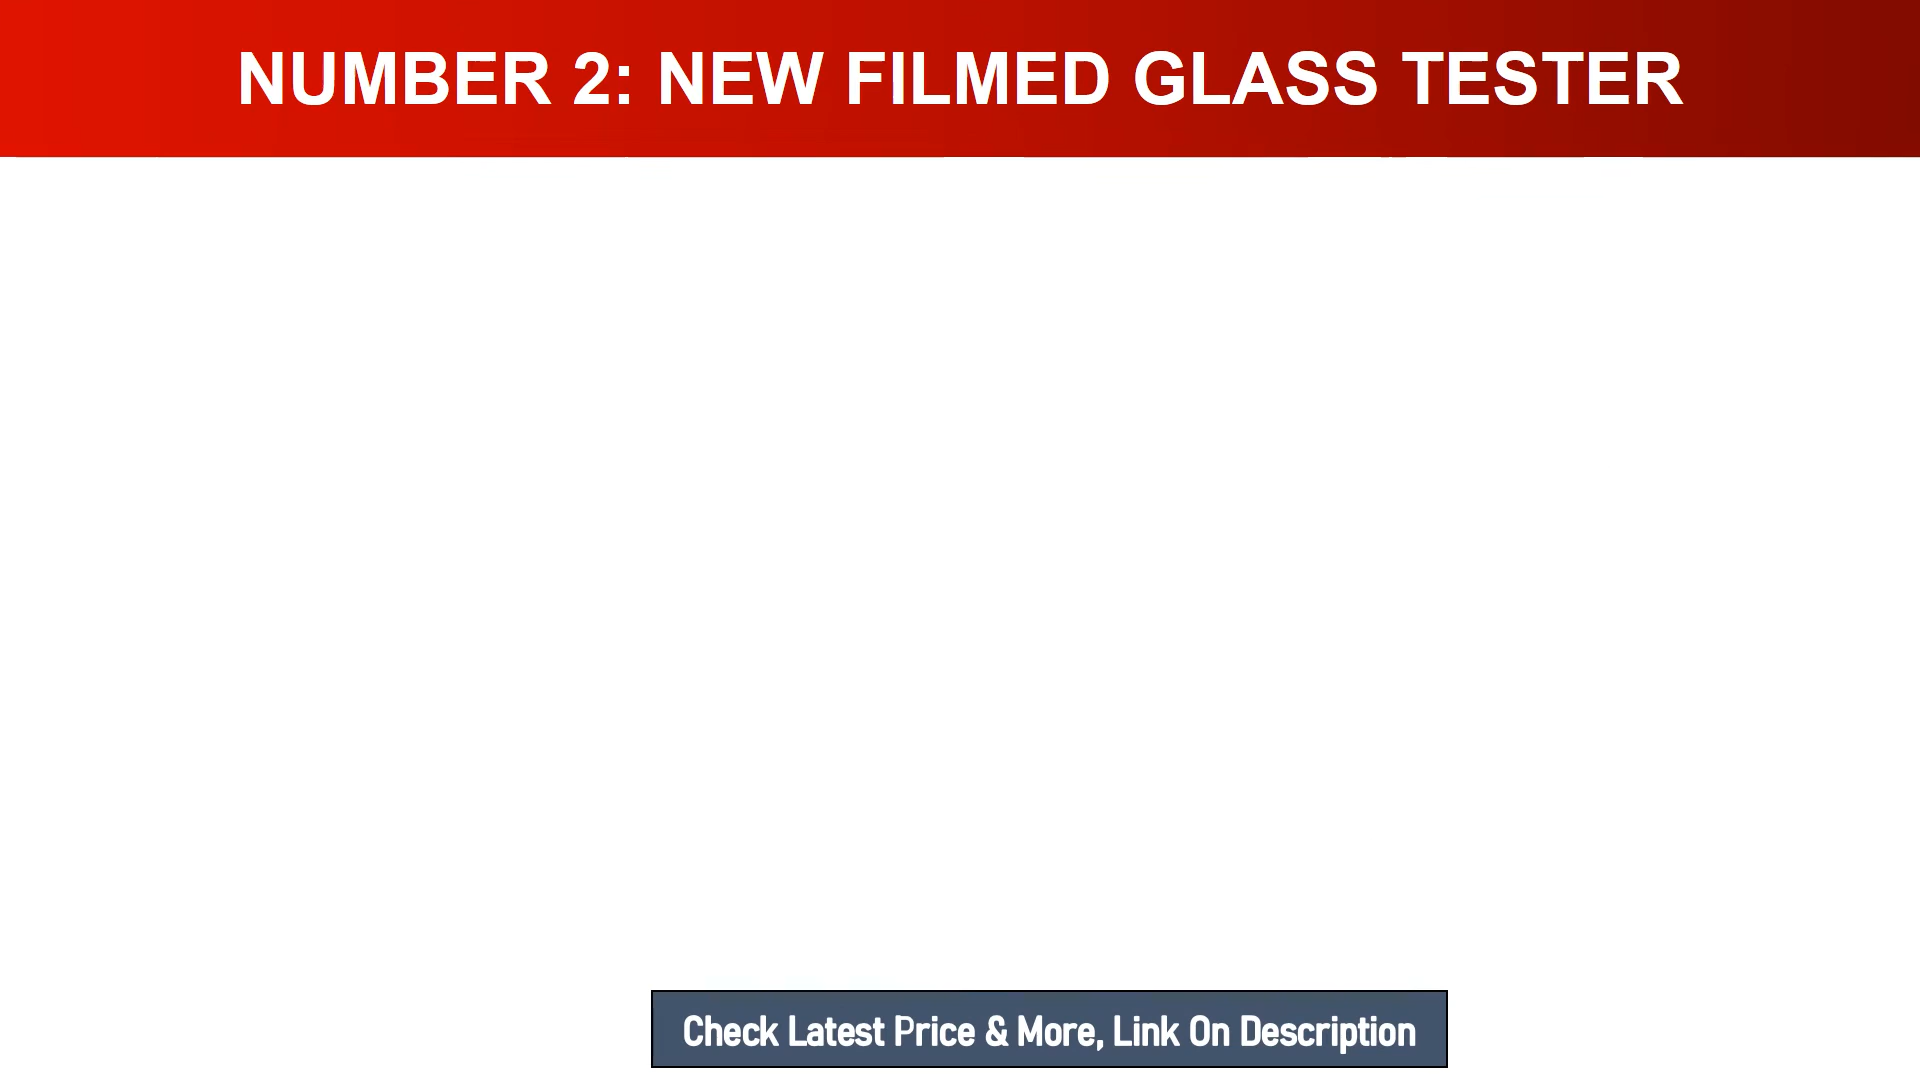 NUMBER 2: NEW FILMED GLASS TESTER
Check Latest Price & More, Link On Description